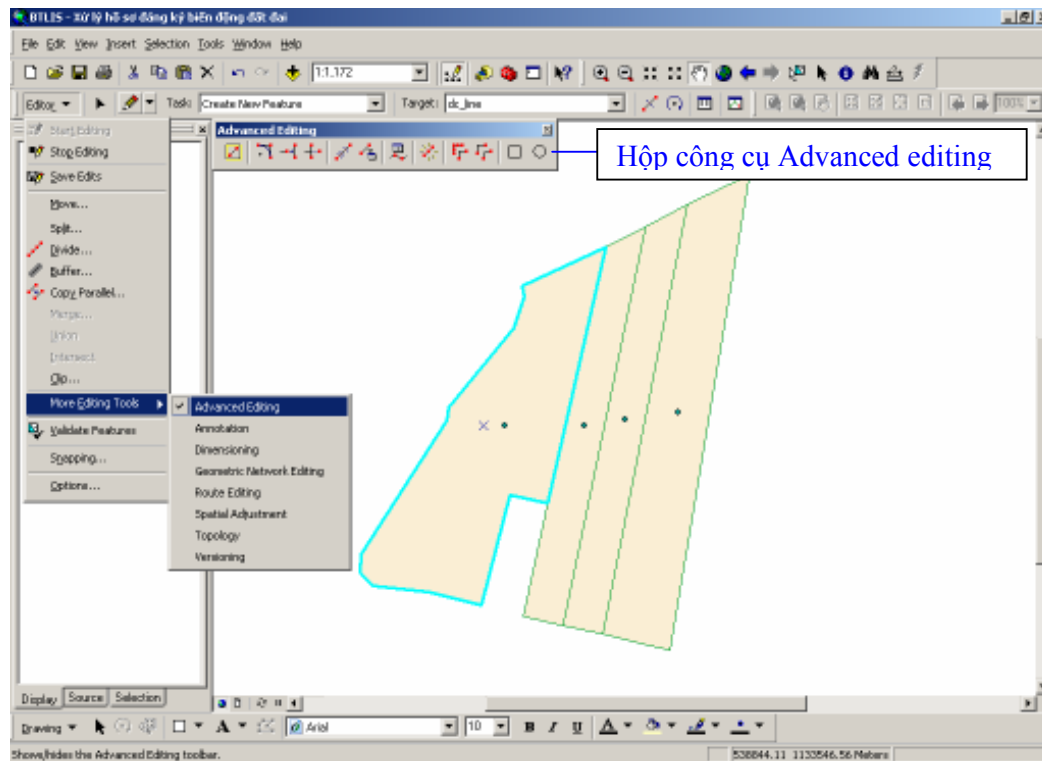 BTLIS - Xử lý hồ sơ đăng ký biến động đất đai
File Edit View Insert Selection Tools Window Help
1:1,172
Editor Task: Create New Feature Target: dc_line 100%
Start Editing
Stop Editing
Save Edits
Move...
Split...
Divide...
Buffer...
Copy Parallel...
Merge...
Union
Intersect
Clip...
More Editing Tools
Validate Features
Snapping...
Options...
Advanced Editing
Annotation
Dimensioning
Geometric Network Editing
Route Editing
Spatial Adjustment
Topology
Versioning
Advanced Editing
Hộp công cụ Advanced editing
Display Source Selection
Drawing A Arial 10 B I U A
Shows/hides the Advanced Editing toolbar.
538844.11 1133546.56 Meters